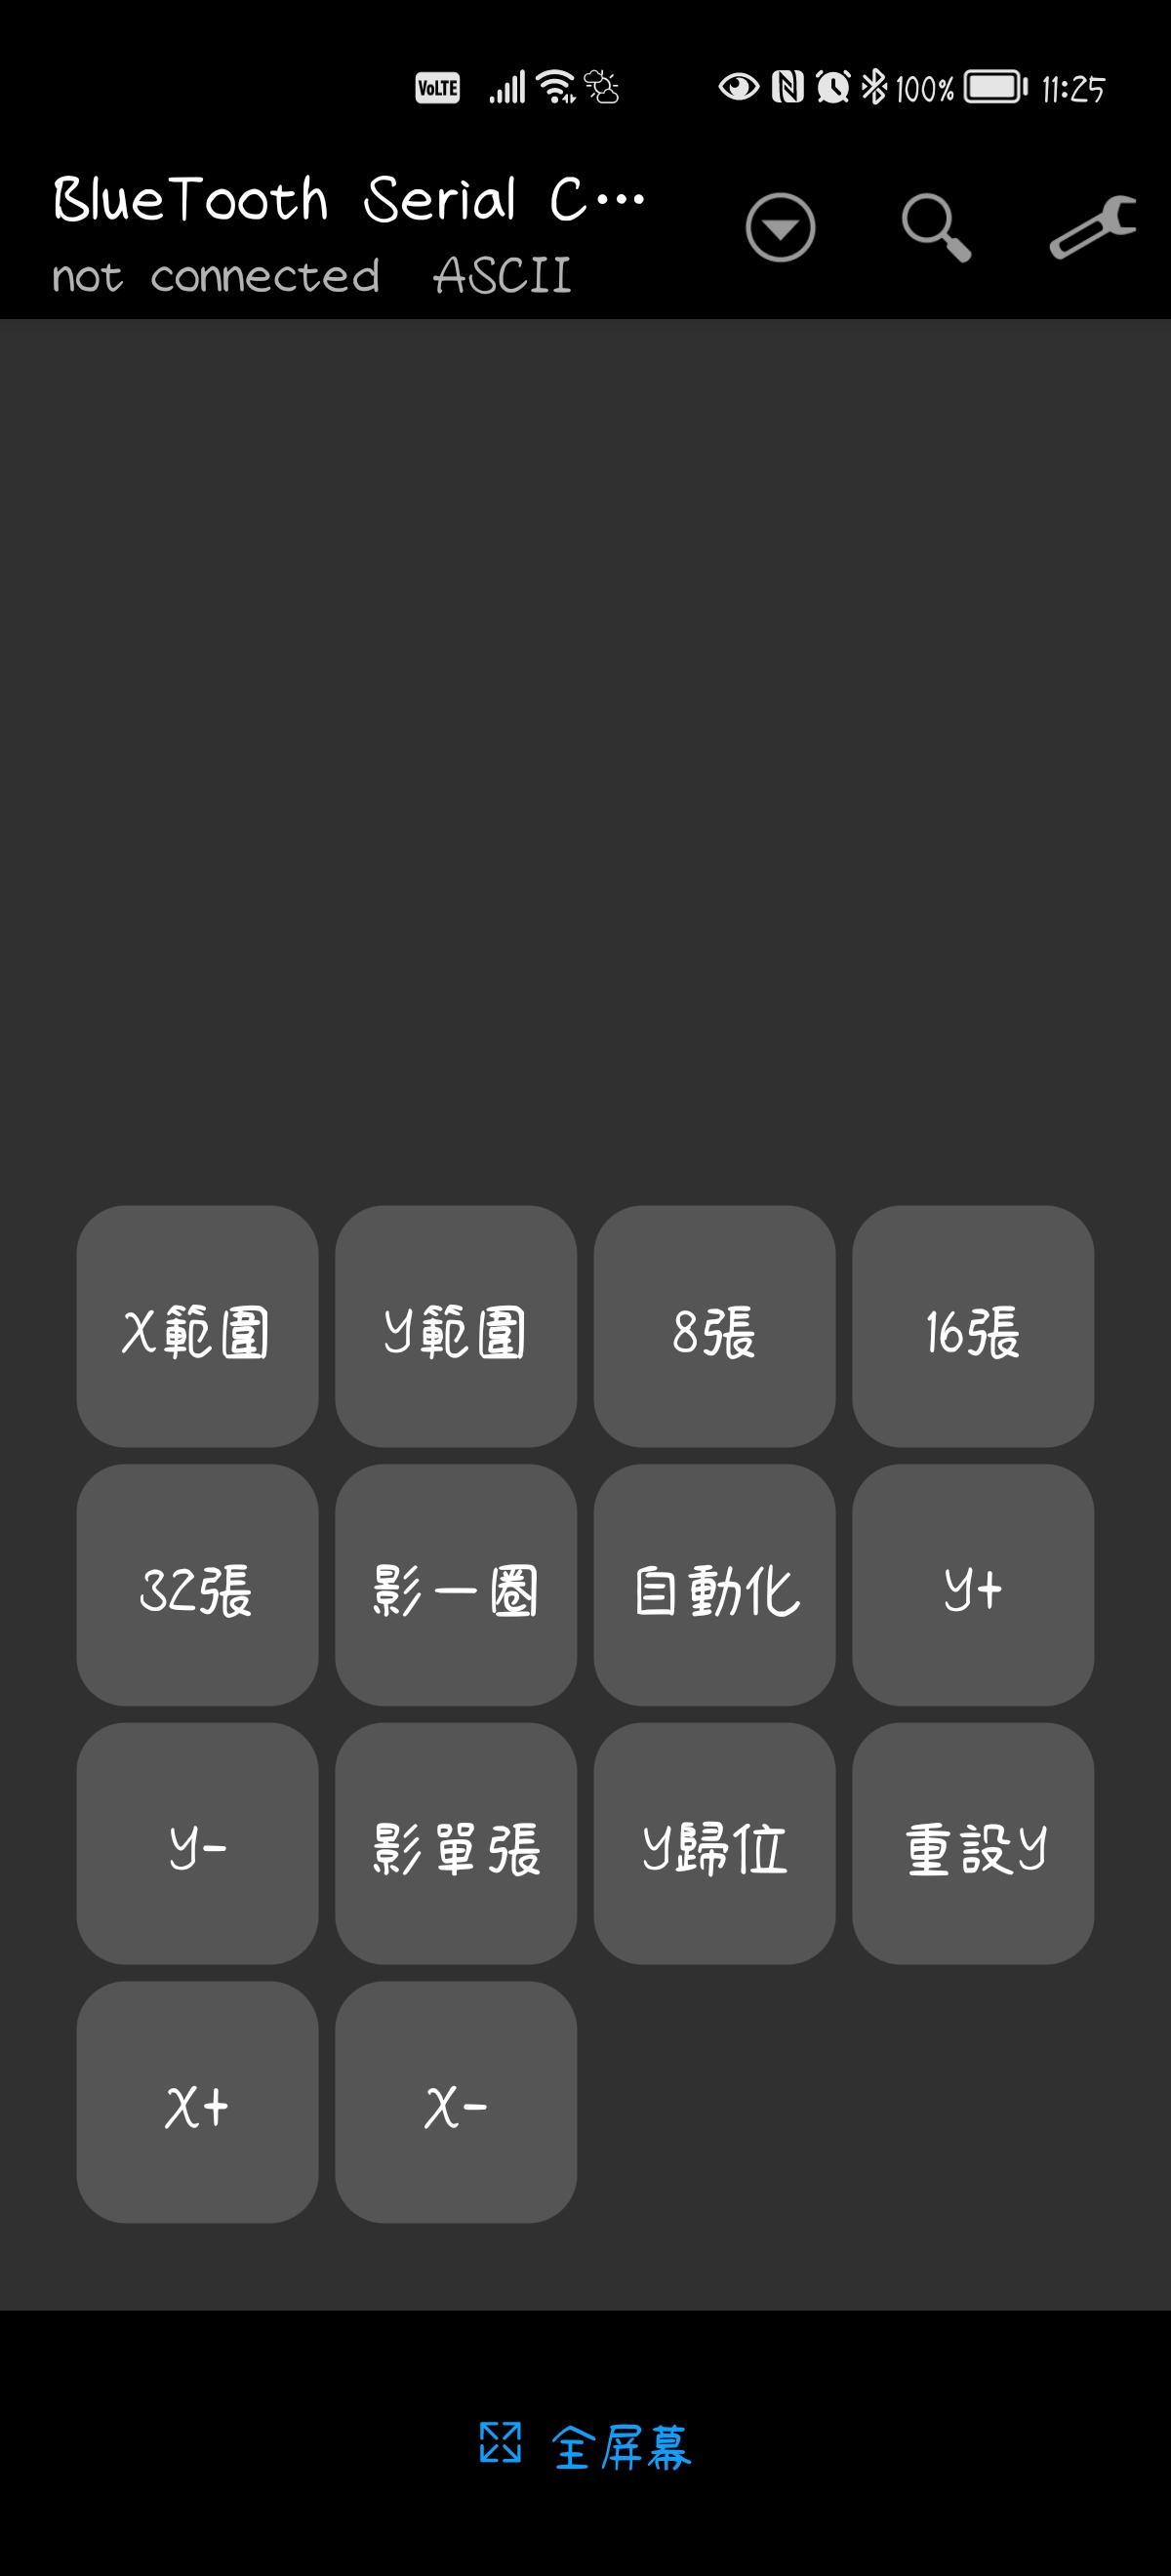 VoLTE 100% 11:25
BlueTooth Serial C…
not connected ASCII
X範圍 Y範圍 8張 16張
32張 影一圈 自動化 Y+
Y- 影單張 Y歸位 重設Y
X+ X-
全屏幕